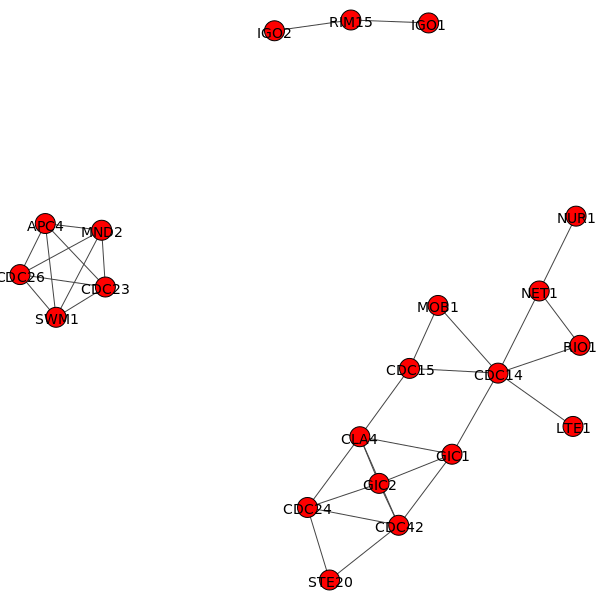 IGO2
RIM15
IGO1
NUR1
APC4
MND2
CDC26
CDC23
SWM1
NET1
MOB1
RIO1
CDC15
CDC14
LTE1
CLA4
GIC1
GIC2
CDC24
CDC42
STE20